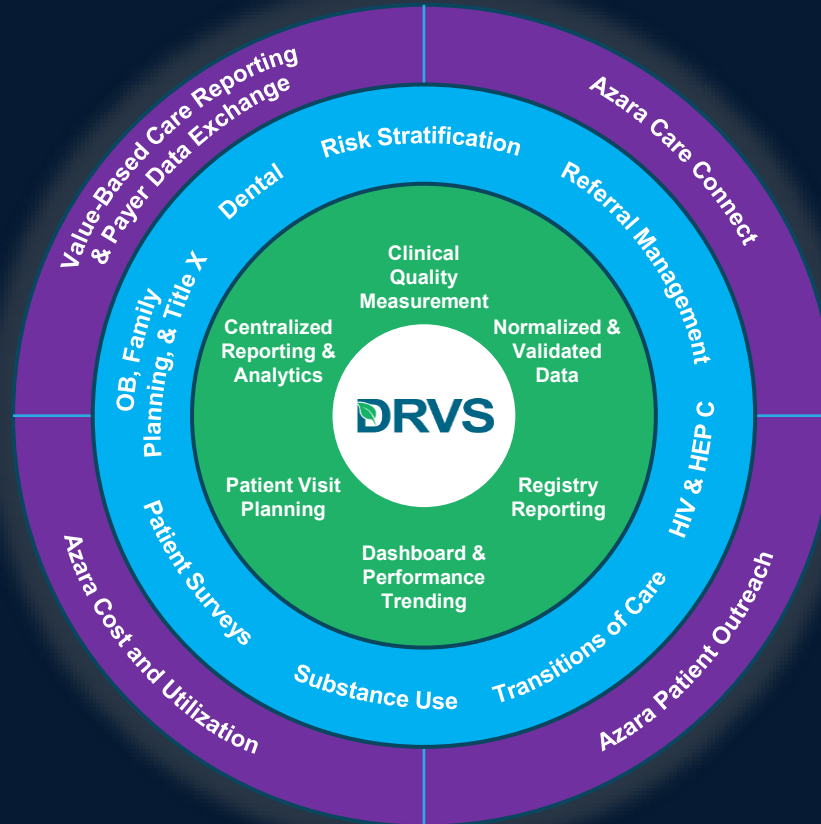 Value-Based Care Reporting
& Payer Data Exchange
Azara Care Connect
Azara Patient Outreach
Azara Cost and Utilization
Risk Stratification
Referral Management
HIV & HEP C
Transitions of Care
Substance Use
Patient Surveys
OB, Family
Planning, & Title X
Dental
Clinical
Quality
Measurement
Normalized &
Validated
Data
Registry
Reporting
Dashboard &
Performance
Trending
Patient Visit
Planning
Centralized
Reporting &
Analytics
DRVS